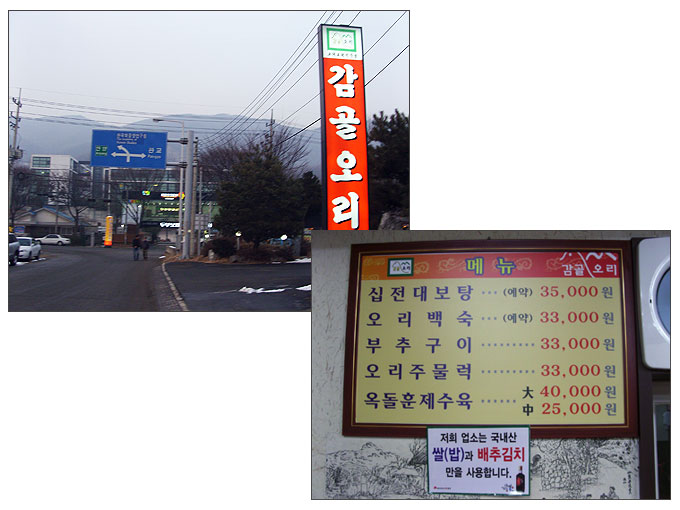 감골오리
판교
Pangyo
메뉴
감골 오리
십전대보탕 ··· (예약) 35,000원
오리백숙 ··· (예약) 33,000원
부추구이 ········· 33,000원
오리주물럭 ········· 33,000원
옥돌훈제수육 ······ 大 40,000원
中 25,000원
저희 업소는 국내산
쌀(밥)과 배추김치
만을 사용합니다.